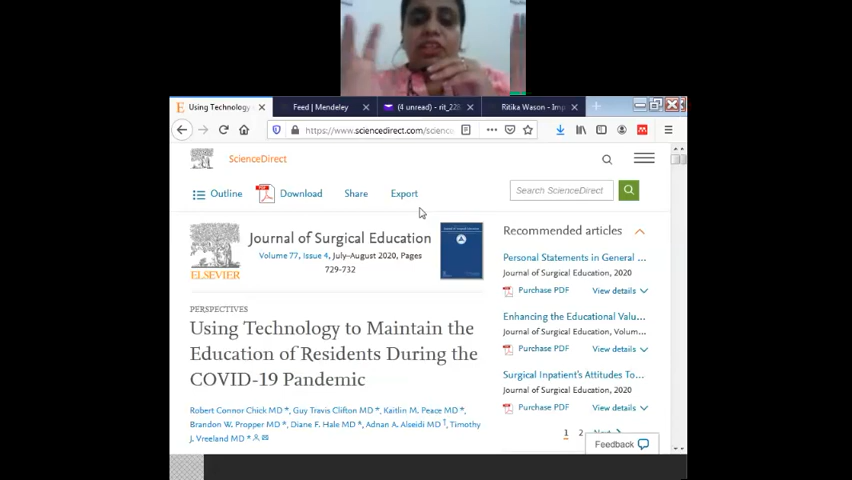 Using Technology
Feed | Mendeley
(4 unread) - rit_22
Ritika Wason - Imp
https://www.sciencedirect.com/scienc
ScienceDirect
Outline
PDF
Download
Share
Export
Search ScienceDirect
ELSEVIER
Journal of Surgical Education
Volume 77, Issue 4, July–August 2020, Pages
729-732
Recommended articles
Personal Statements in General ...
Journal of Surgical Education, 2020
Purchase PDF
View details
Enhancing the Educational Valu...
Journal of Surgical Education, Volum...
Purchase PDF
View details
Surgical Inpatient's Attitudes To...
Journal of Surgical Education, 2020
Purchase PDF
View details
1 2 Next
PERSPECTIVES
Using Technology to Maintain the
Education of Residents During the
COVID-19 Pandemic
Robert Connor Chick MD *, Guy Travis Clifton MD *, Kaitlin M. Peace MD *,
Brandon W. Propper MD *, Diane F. Hale MD *, Adnan A. Alseidi MD †, Timothy
J. Vreeland MD *
Feedback